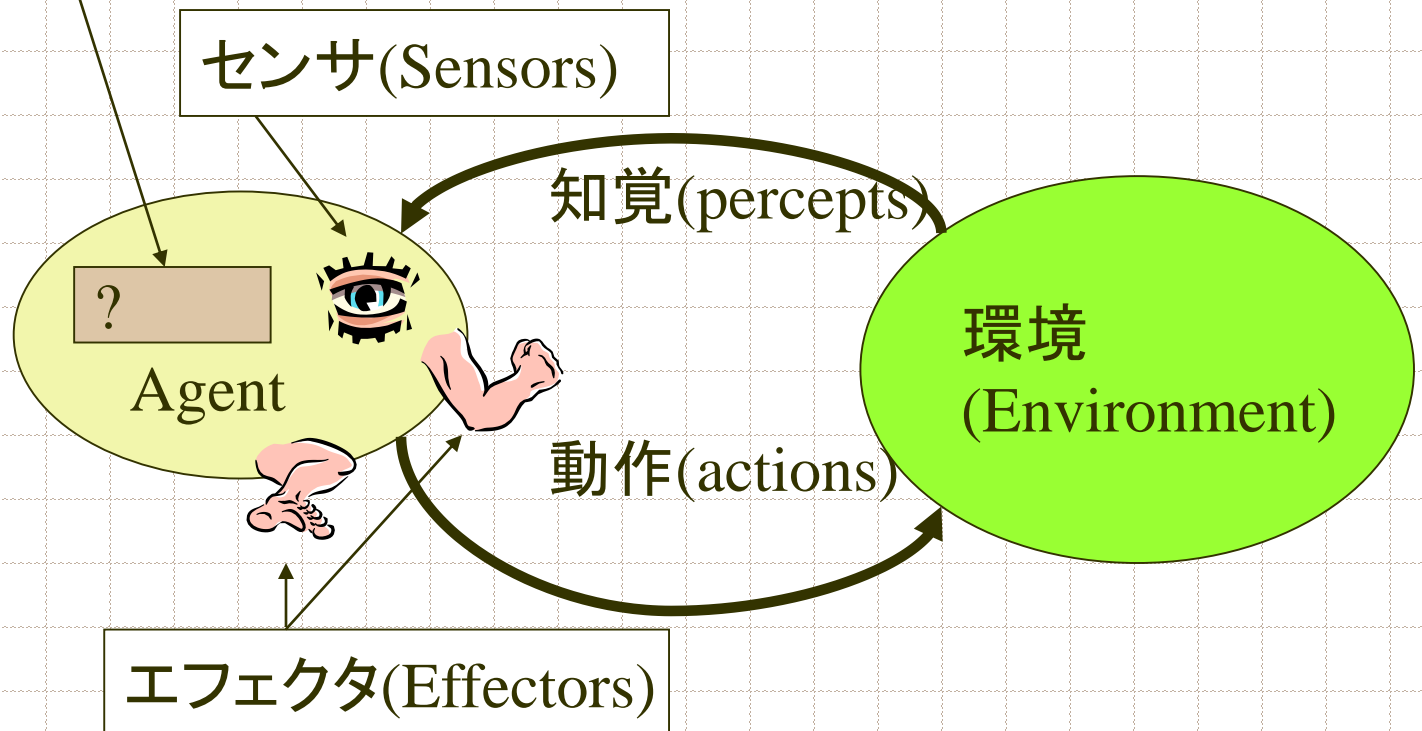 センサ(Sensors)
知覚(percepts)
?
Agent
環境
(Environment)
動作(actions)
エフェクタ(Effectors)